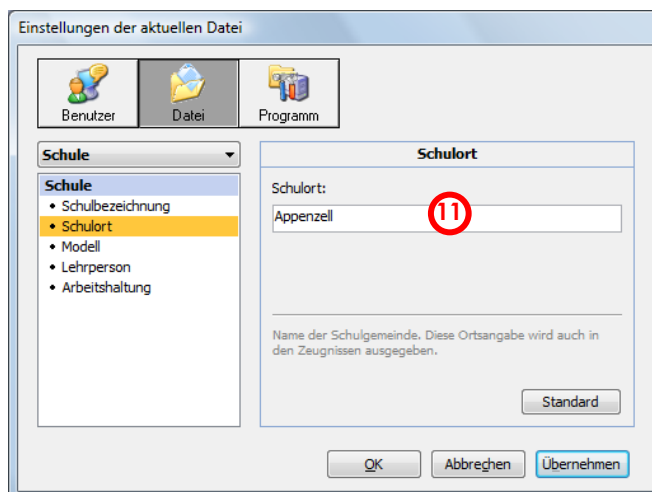 Einstellungen der aktuellen Datei
Benutzer
Datei
Programm
Schule
Schule
• Schulbezeichnung
• Schulort
• Modell
• Lehrperson
• Arbeitshaltung
Schulort
Schulort:
Appenzell
11
Name der Schulgemeinde. Diese Ortsangabe wird auch in
den Zeugnissen ausgegeben.
Standard
OK
Abbrechen
Übernehmen